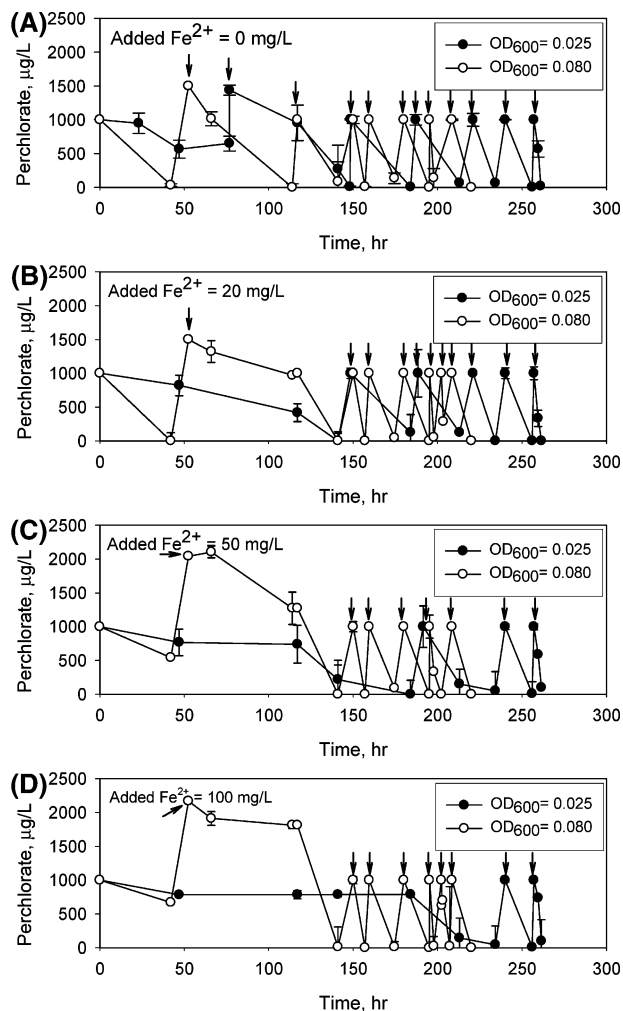 (A)
2500
2000
1500
1000
500
0
Perchlorate, µg/L
Added Fe2+ = 0 mg/L
OD600= 0.025
OD600= 0.080
0 50 100 150 200 250 300
Time, hr
(B)
2500
2000
1500
1000
500
0
Perchlorate, µg/L
Added Fe2+ = 20 mg/L
OD600= 0.025
OD600= 0.080
0 50 100 150 200 250 300
Time, hr
(C)
2500
2000
1500
1000
500
0
Perchlorate, µg/L
Added Fe2+ = 50 mg/L
OD600= 0.025
OD600= 0.080
0 50 100 150 200 250 300
Time, hr
(D)
2500
2000
1500
1000
500
0
Perchlorate, µg/L
Added Fe2+ = 100 mg/L
OD600= 0.025
OD600= 0.080
0 50 100 150 200 250 300
Time, hr